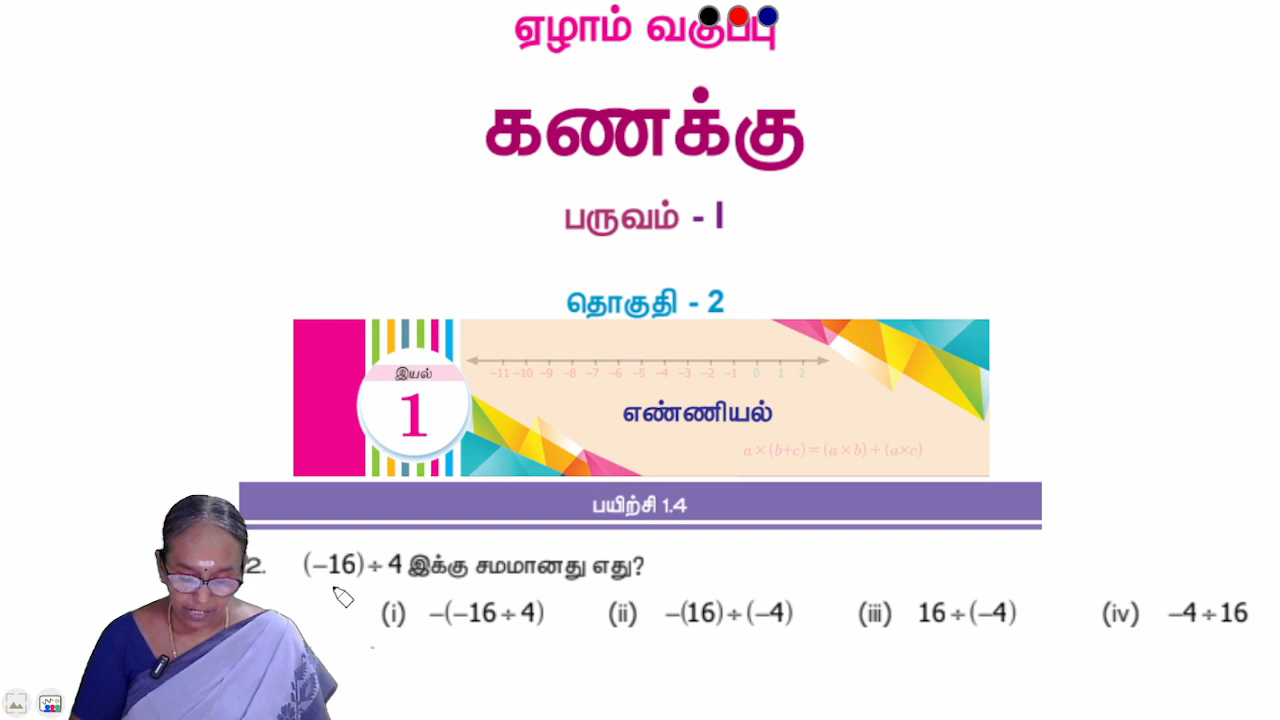 ஏழாம் வகுப்பு
கணக்கு
பருவம் - I
தொகுதி - 2
இயல்
1
-11 -10 -9 -8 -7 -6 -5 -4 -3 -2 -1 0 1 2
எண்ணியல்
a × (b+c) = (a × b) + (a×c)
பயிற்சி 1.4
2. (−16) ÷ 4 இக்கு சமமானது எது?
(i) −(−16 ÷ 4) (ii) −(16) ÷ (−4) (iii) 16 ÷ (−4) (iv) −4 ÷ 16